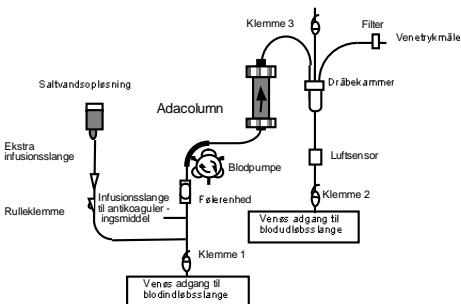 Klemme 3
Filter
Venetrykmåle
Saltvandsopløsning
Dråbekammer
Adacolumn
Ekstra
infusionsslange
Blodpumpe
Luftsensor
Infusionsslange
til antikoaguler -
ingsmiddel
Følerenhed
Klemme 2
Rulleklemme
Venøs adgang til
blodudløbsslange
Klemme 1
Venøs adgang til
blodindløbsslange